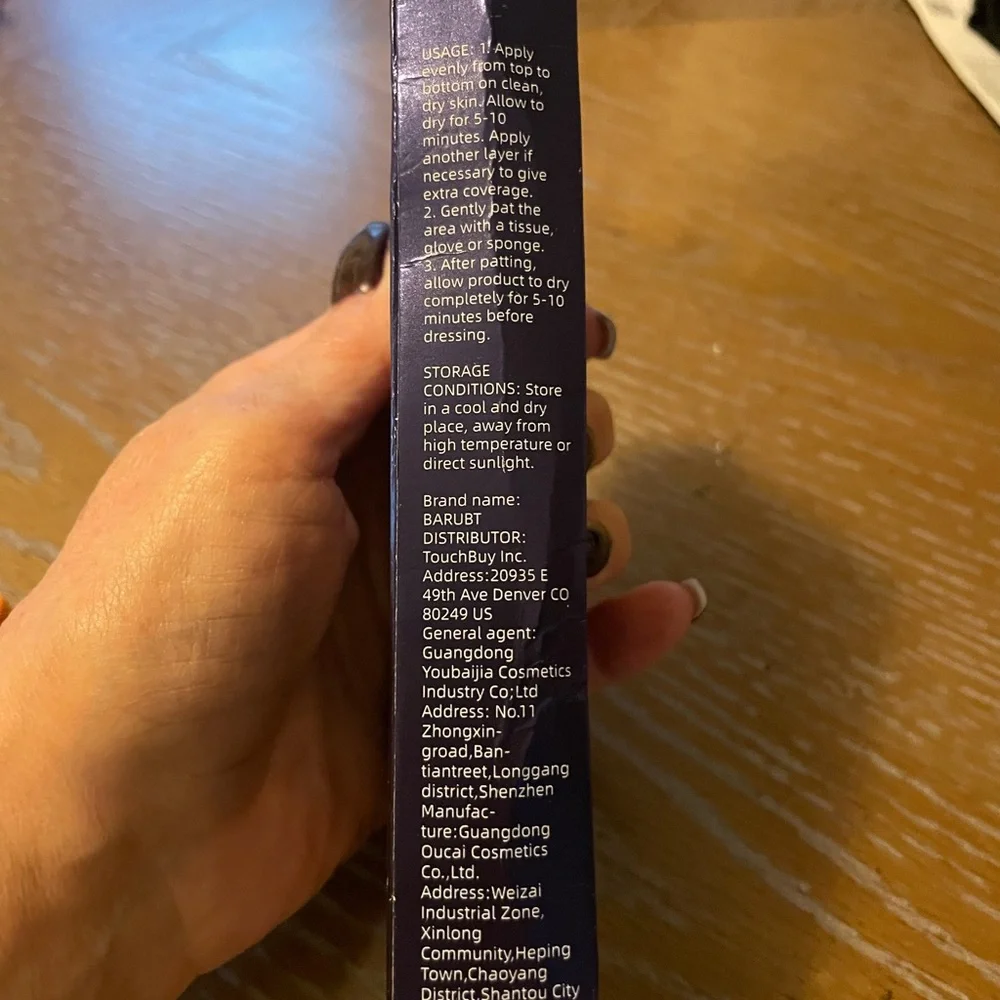 USAGE: 1. Apply
evenly from top to
bottom on clean,
dry skin. Allow to
dry for 5-10
minutes. Apply
another layer if
necessary to give
extra coverage.
2. Gently pat the
area with a tissue,
glove or sponge.
3. After patting,
allow product to dry
completely for 5-10
minutes before
dressing.
STORAGE
CONDITIONS: Store
in a cool and dry
place, away from
high temperature or
direct sunlight.
Brand name:
BARUBT
DISTRIBUTOR:
TouchBuy Inc.
Address:20935 E
49th Ave Denver CO
80249 US
General agent:
Guangdong
Youbaijia Cosmetics
Industry Co;Ltd
Address: No.11
Zhongxin-
groad,Ban-
tiantreet,Longgang
district,Shenzhen
Manufac-
ture:Guangdong
Oucai Cosmetics
Co.,Ltd.
Address:Weizai
Industrial Zone,
Xinlong
Community,Heping
Town,Chaoyang
District,Shantou City